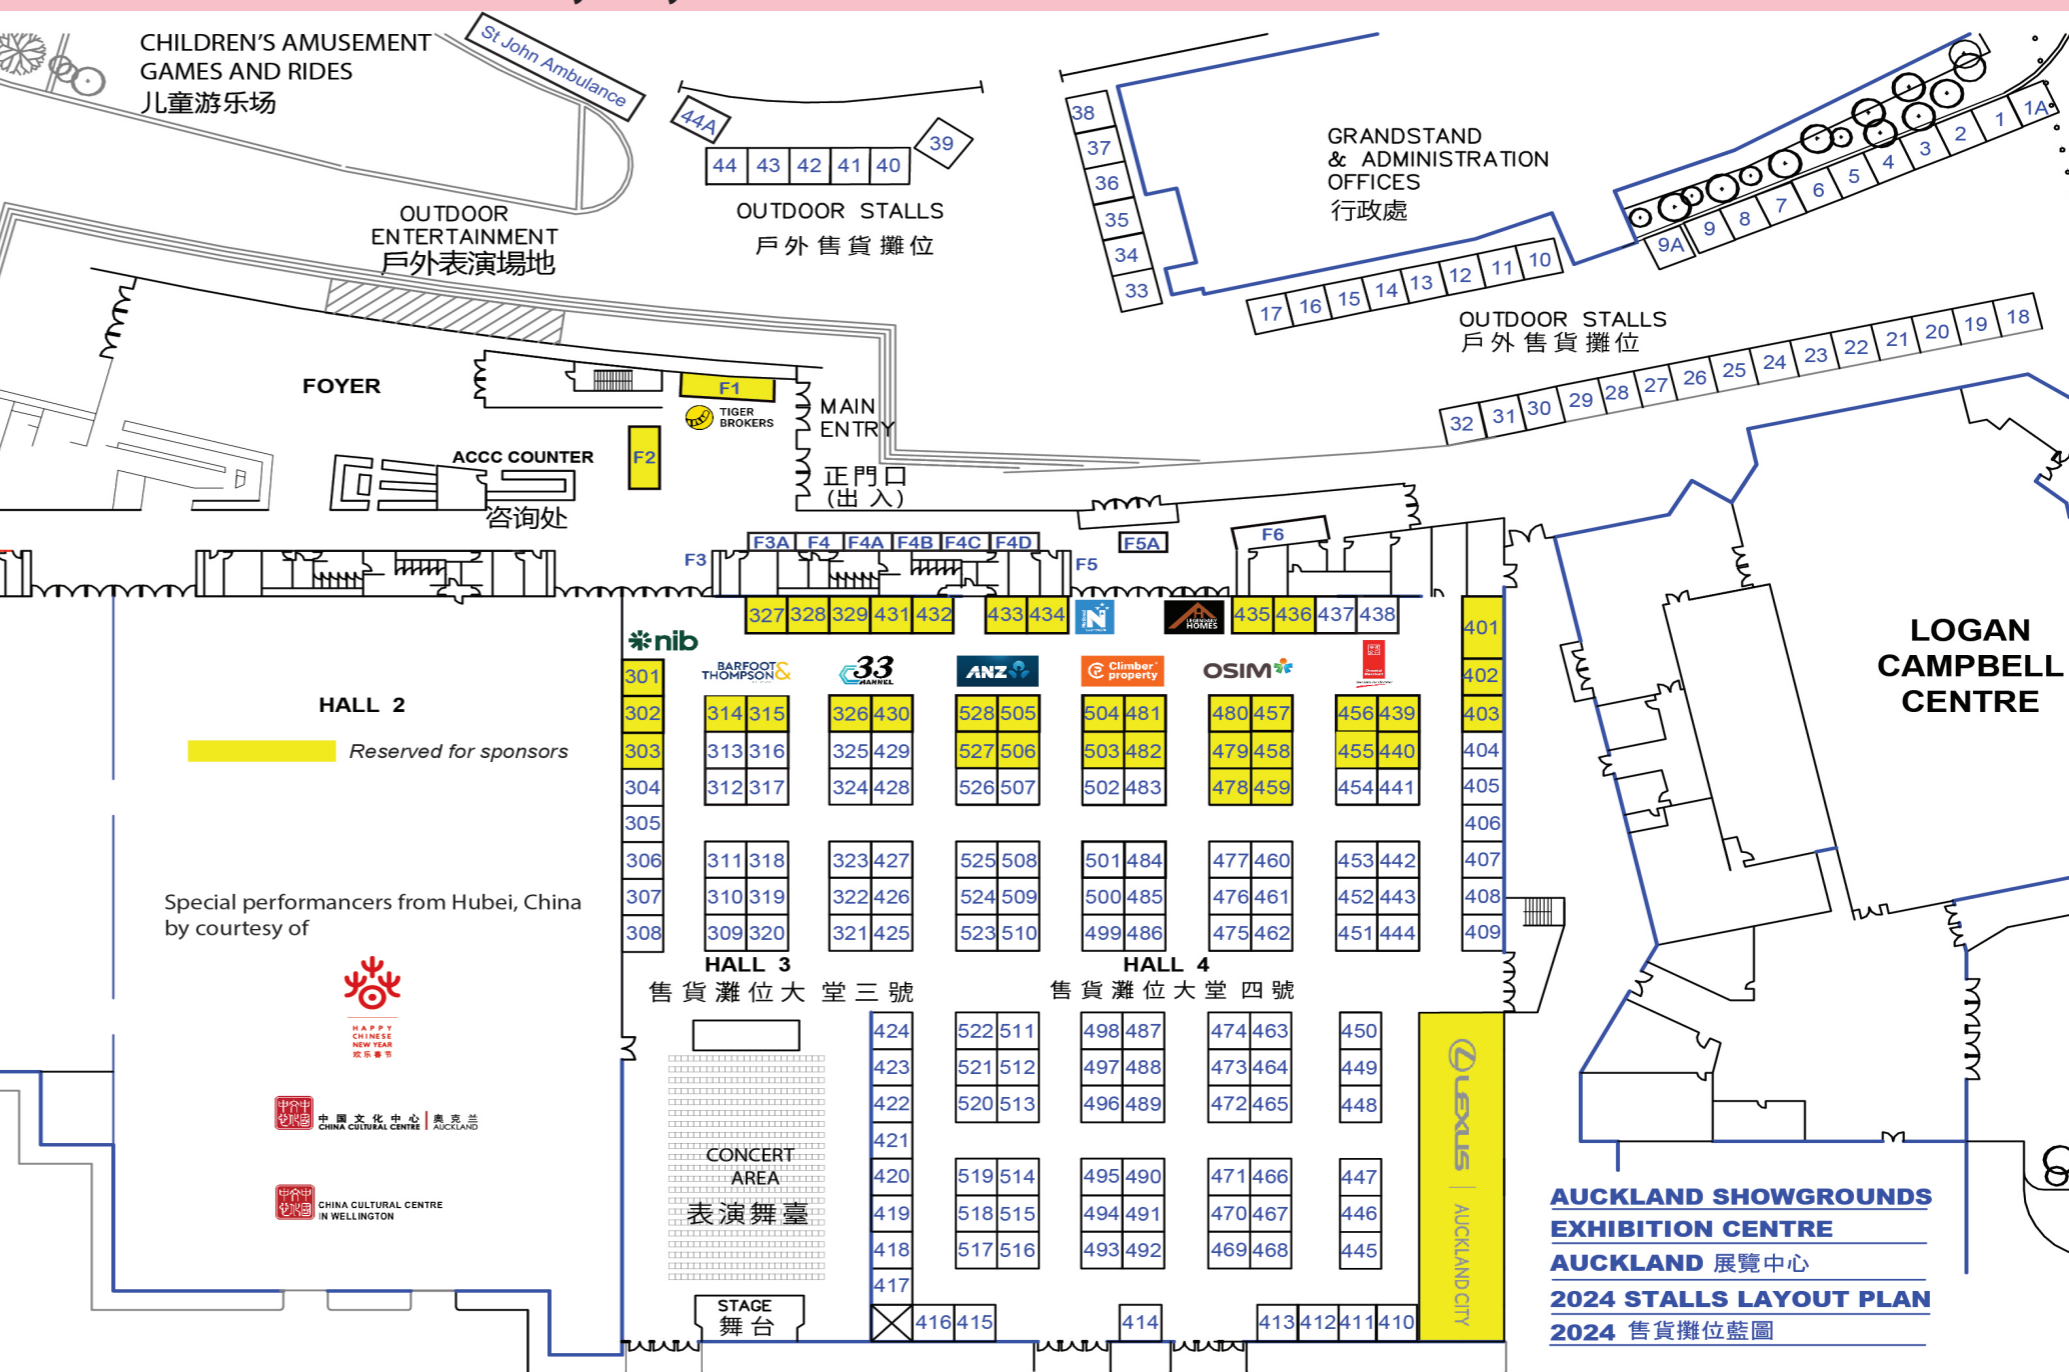 CHILDREN'S AMUSEMENT
GAMES AND RIDES
儿童游乐场
St John Ambulance
44A
39
44 43 42 41 40
OUTDOOR STALLS
戶外售貨攤位
OUTDOOR
ENTERTAINMENT
戶外表演場地
38
37
36
35
34
33
GRANDSTAND
& ADMINISTRATION
OFFICES
行政處
1A
1
2
3
4
5
6
7
8
9
9A
17 16 15 14 13 12 11 10
OUTDOOR STALLS
戶外售貨攤位
32 31 30 29 28 27 26 25 24 23 22 21 20 19 18
FOYER
F1
TIGER
BROKERS
F2
MAIN
ENTRY
正門口
(出入)
ACCC COUNTER
咨询处
F3 F3A F4 F4A F4B F4C F4D F5 F5A F6
327 328 329 431 432 433 434 435 436 437 438
LEGENDARY
HOMES
nib
BARFOOT &
THOMPSON
33
CHANNEL
ANZ
Climber
property
OSIM
HALL 2
Reserved for sponsors
301
302
303
304
305
306
307
308
314 315 326 430 528 505 504 481 480 457 456 439
313 316 325 429 527 506 503 482 479 458 455 440
312 317 324 428 526 507 502 483 478 459 454 441
311 318 323 427 525 508 501 484 477 460 453 442
310 319 322 426 524 509 500 485 476 461 452 443
309 320 321 425 523 510 499 486 475 462 451 444
401
402
403
404
405
406
407
408
409
LOGAN
CAMPBELL
CENTRE
Special performancers from Hubei, China
by courtesy of
HAPPY
CHINESE
NEW YEAR
欢乐春节
中国文化中心 | 奥克兰
CHINA CULTURAL CENTRE | AUCKLAND
CHINA CULTURAL CENTRE
IN WELLINGTON
HALL 3
售貨灘位大堂三號
HALL 4
售貨灘位大堂四號
424 522 511 498 487 474 463 450
423 521 512 497 488 473 464 449
422 520 513 496 489 472 465 448
421
420 519 514 495 490 471 466 447
419 518 515 494 491 470 467 446
418 517 516 493 492 469 468 445
417
416 415 414 413 412 411 410
CONCERT
AREA
表演舞臺
STAGE
舞台
LEXUS | AUCKLAND CITY
AUCKLAND SHOWGROUNDS
EXHIBITION CENTRE
AUCKLAND 展覽中心
2024 STALLS LAYOUT PLAN
2024 售貨攤位藍圖